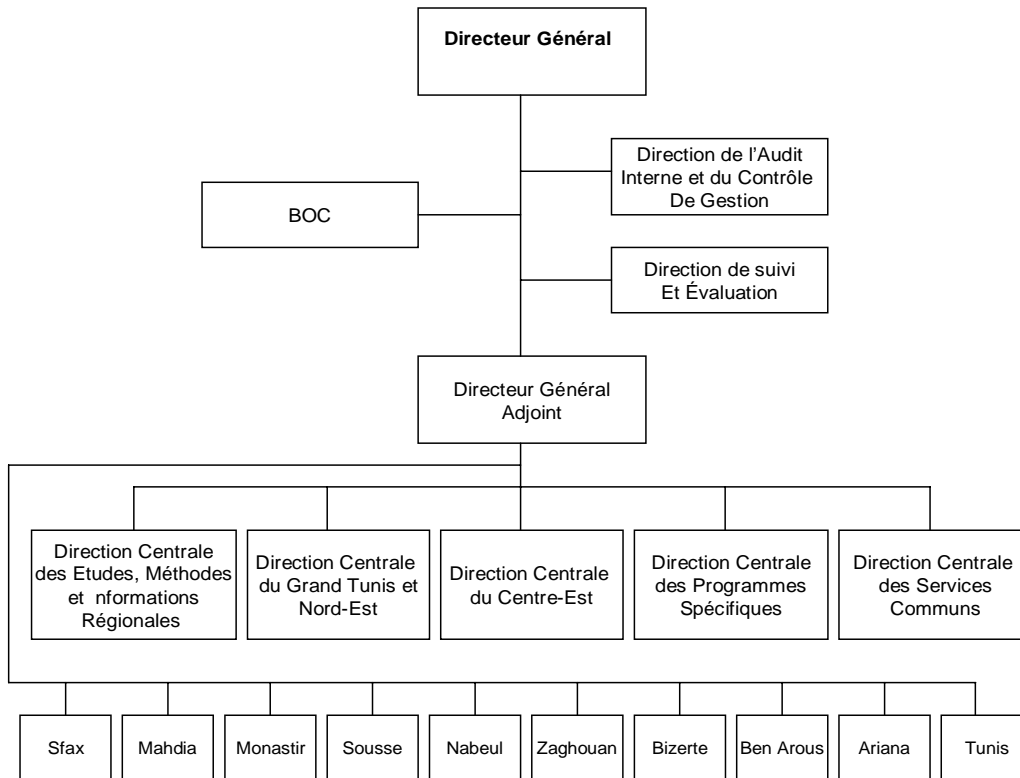 Directeur Général
Direction de l'Audit
Interne et du Contrôle
De Gestion
BOC
Direction de suivi
Et Évaluation
Directeur Général
Adjoint
Direction Centrale
des Etudes, Méthodes
et nformations
Régionales
Direction Centrale
du Grand Tunis et
Nord-Est
Direction Centrale
du Centre-Est
Direction Centrale
des Programmes
Spécifiques
Direction Centrale
des Services
Communs
Sfax
Mahdia
Monastir
Sousse
Nabeul
Zaghouan
Bizerte
Ben Arous
Ariana
Tunis